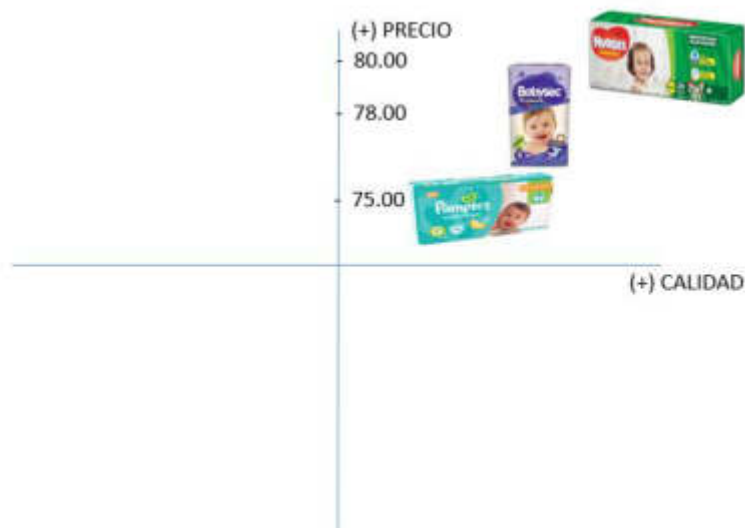 (+) PRECIO
80.00
78.00
75.00
(+) CALIDAD
Huggies
Babysec
Pampers